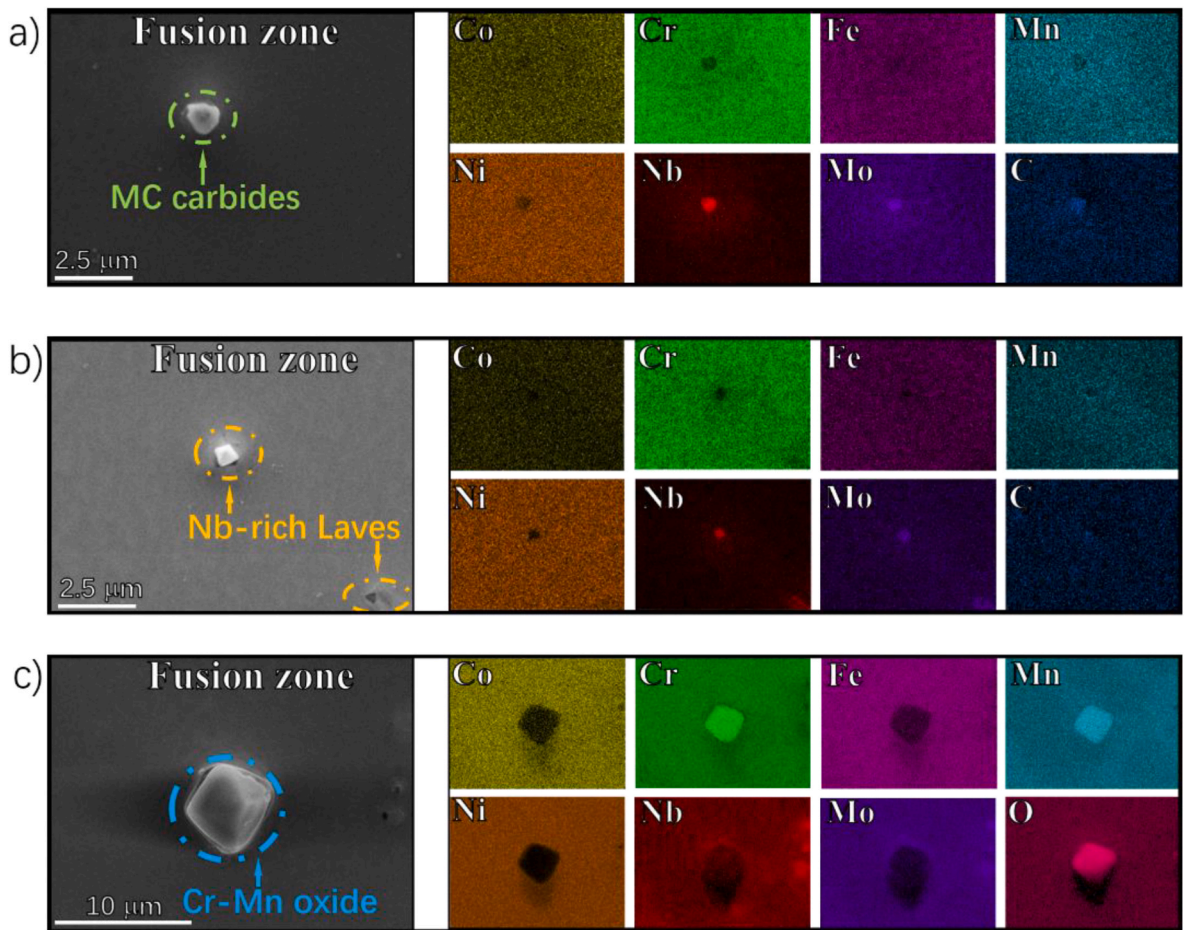 a)
Fusion zone
MC carbides
2.5 μm
Co
Cr
Fe
Mn
Ni
Nb
Mo
C
b)
Fusion zone
Nb-rich Laves
2.5 μm
Co
Cr
Fe
Mn
Ni
Nb
Mo
C
c)
Fusion zone
Cr-Mn oxide
10 μm
Co
Cr
Fe
Mn
Ni
Nb
Mo
O